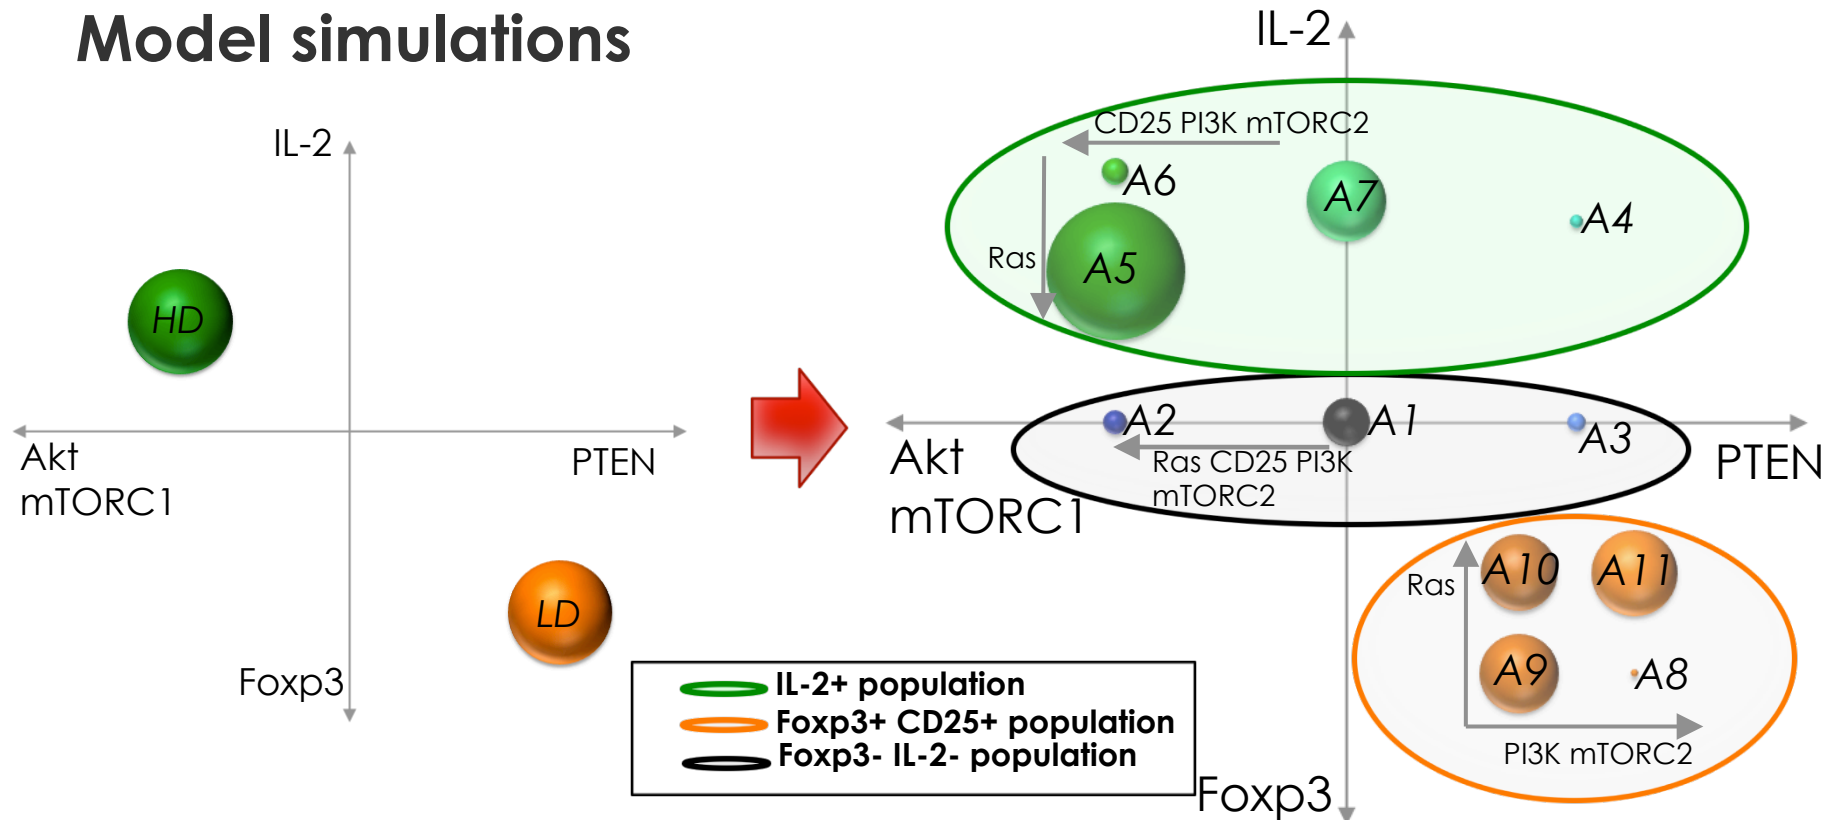 Model simulations
IL-2
HD
Akt
mTORC1
PTEN
LD
Foxp3
IL-2
CD25 PI3K mTORC2
A6
A7
A4
Ras
A5
A2
A1
A3
Akt
mTORC1
Ras CD25 PI3K
mTORC2
PTEN
A10
A11
Ras
A9
A8
PI3K mTORC2
Foxp3
IL-2+ population
Foxp3+ CD25+ population
Foxp3- IL-2- population